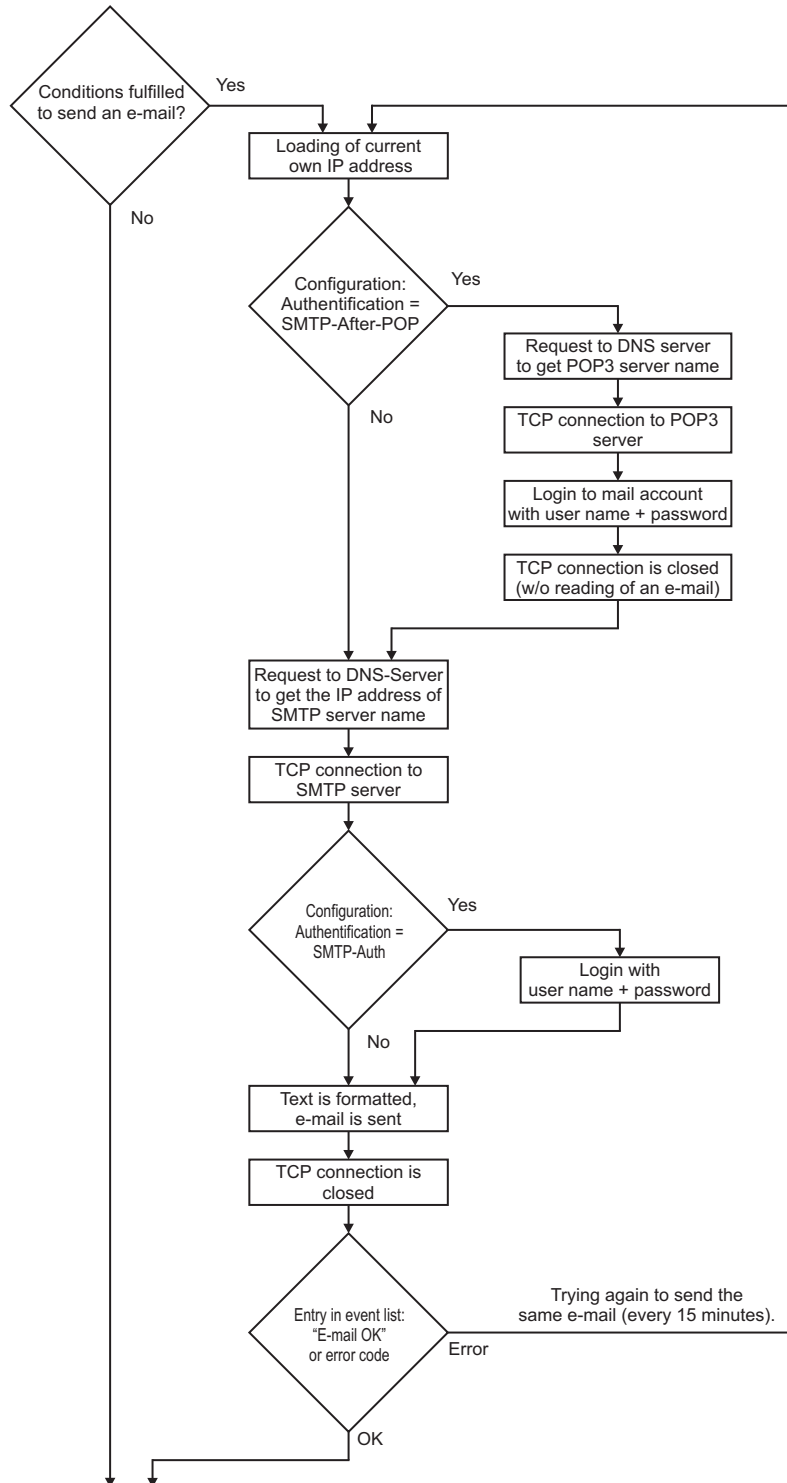 Conditions fulfilled
to send an e-mail?
Yes
No
Loading of current
own IP address
Configuration:
Authentification =
SMTP-After-POP
Yes
No
Request to DNS server
to get POP3 server name
TCP connection to POP3
server
Login to mail account
with user name + password
TCP connection is closed
(w/o reading of an e-mail)
Request to DNS-Server
to get the IP address of
SMTP server name
TCP connection to
SMTP server
Configuration:
Authentification =
SMTP-Auth
Yes
No
Login with
user name + password
Text is formatted,
e-mail is sent
TCP connection is
closed
Entry in event list:
“E-mail OK”
or error code
Trying again to send the
same e-mail (every 15 minutes).
Error
OK